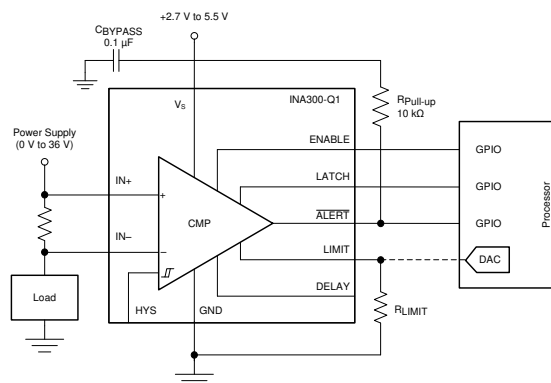 +2.7 V to 5.5 V
CBYPASS
0.1 µF
VS
INA300-Q1
RPull-up
10 kΩ
Power Supply
(0 V to 36 V)
ENABLE
GPIO
IN+
LATCH
GPIO
+
CMP
ALERT
GPIO
Processor
IN–
–
LIMIT
DAC
Load
DELAY
HYS
GND
RLIMIT